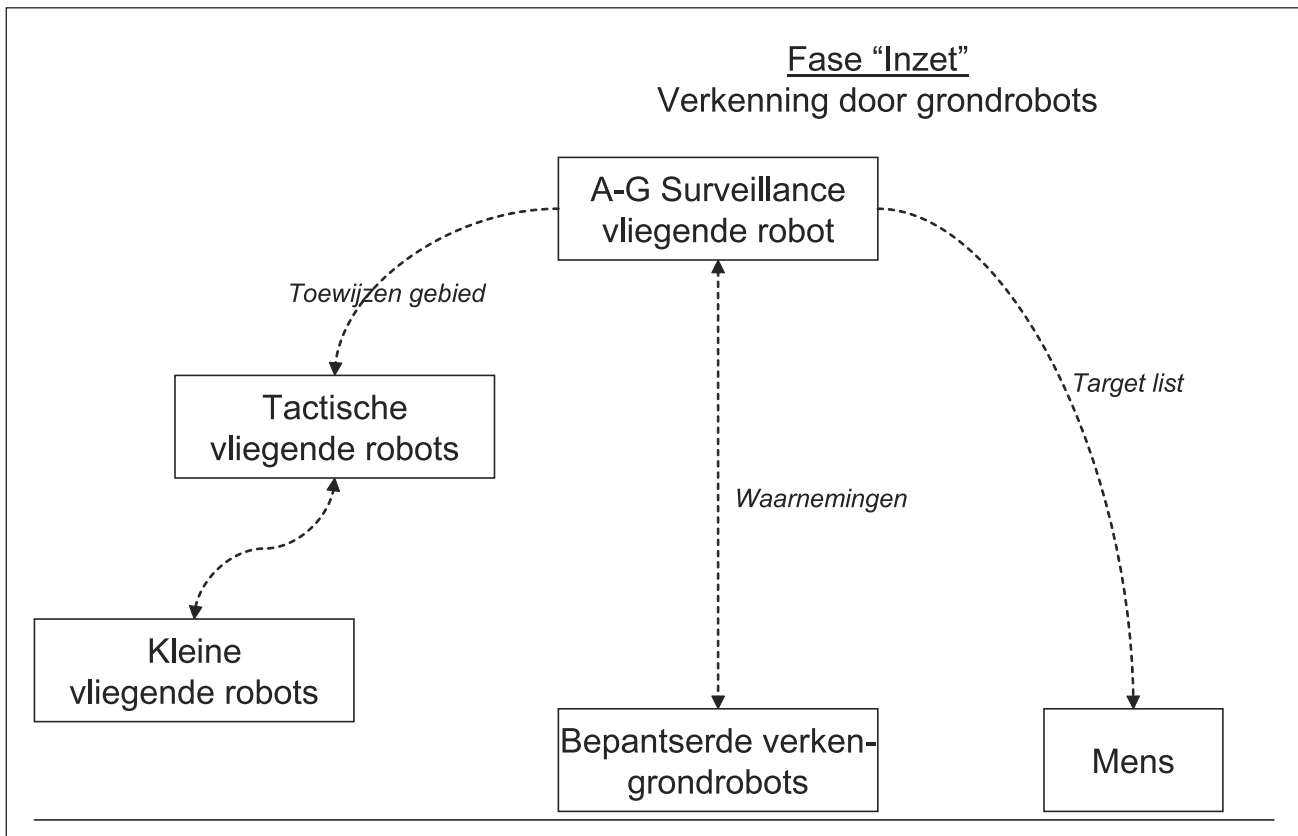 Fase “Inzet”
Verkenning door grondrobots
A-G Surveillance
vliegende robot
Toewijzen gebied
Tactische
vliegende robots
Target list
Waarnemingen
Kleine
vliegende robots
Bepantserde verken-
grondrobots
Mens